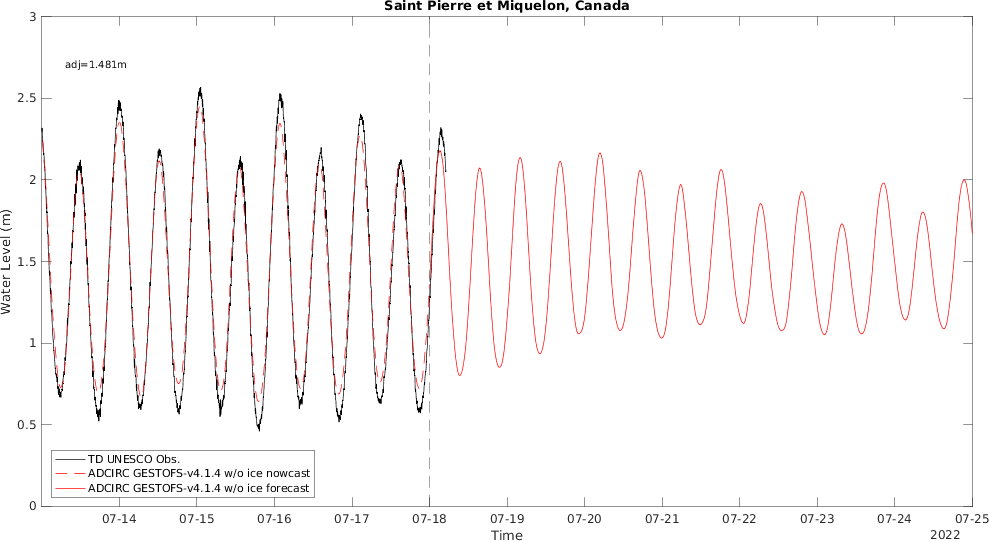 Saint Pierre et Miquelon, Canada
3
adj=1.481m
2.5
2
1.5
1
0.5
0
Water Level (m)
TD UNESCO Obs.
ADCIRC GESTOFS-v4.1.4 w/o ice nowcast
ADCIRC GESTOFS-v4.1.4 w/o ice forecast
07-14 07-15 07-16 07-17 07-18 07-19 07-20 07-21 07-22 07-23 07-24 07-25
Time
2022